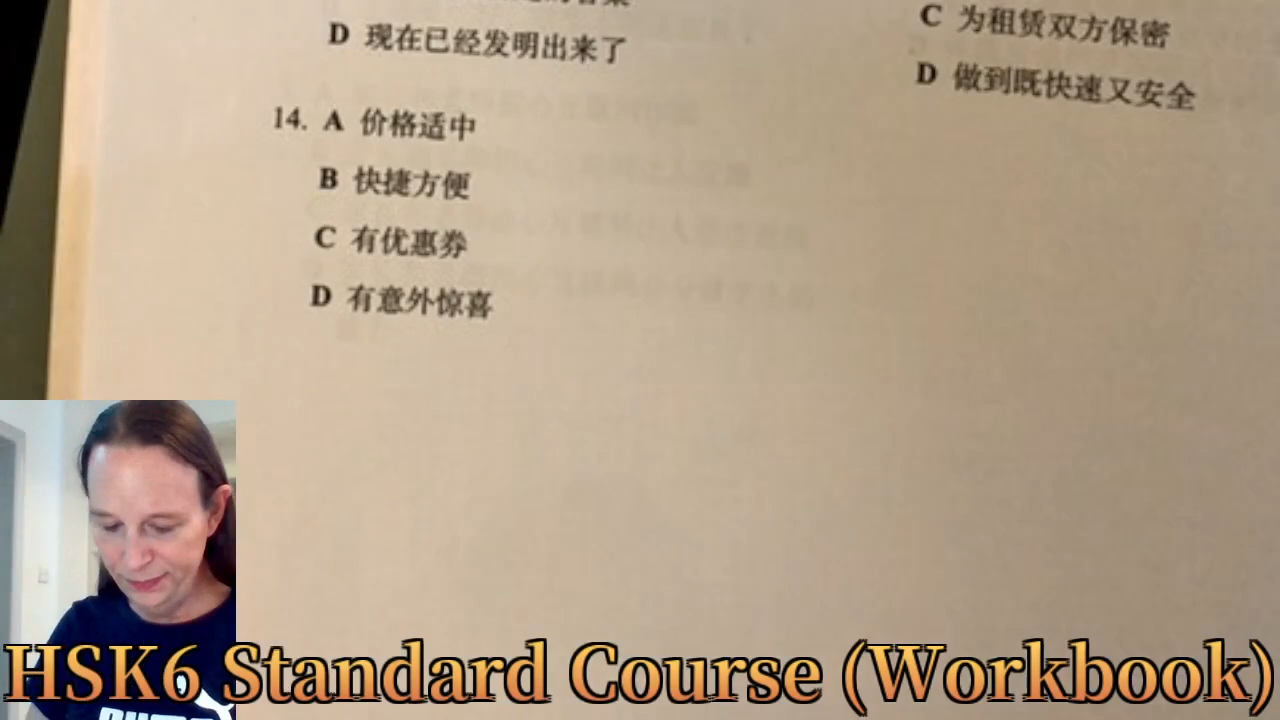 D 现在已经发明出来了
14. A 价格适中
B 快捷方便
C 有优惠券
D 有意外惊喜
C 为租赁双方保密
D 做到既快速又安全
HSK6 Standard Course (Workbook)